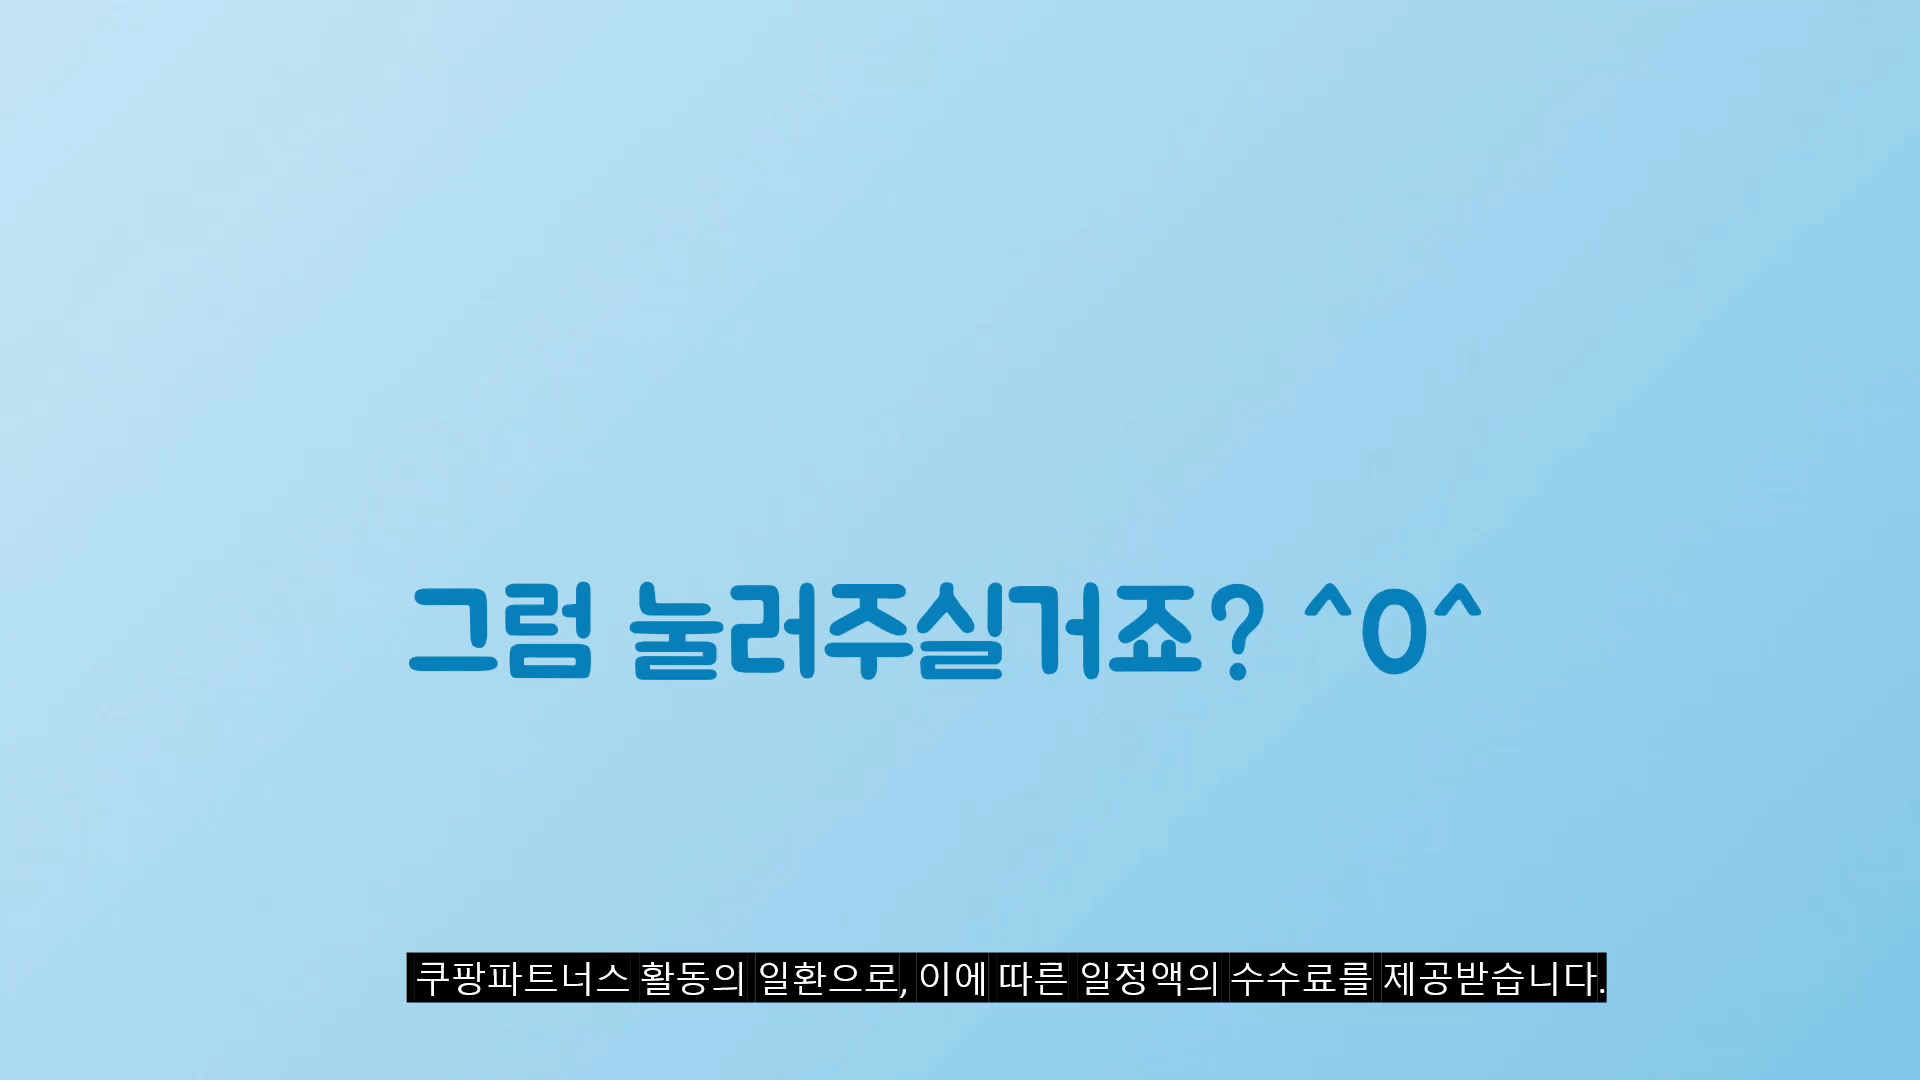 그럼 눌러주실거죠? ^0^
쿠팡파트너스 활동의 일환으로, 이에 따른 일정액의 수수료를 제공받습니다.